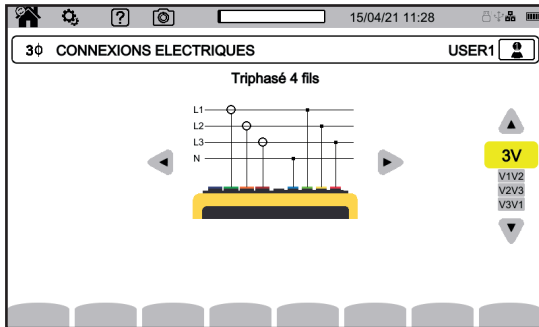 ? 15/04/21 11:28
3ϕ CONNEXIONS ELECTRIQUES USER1
Triphasé 4 fils
L1
L2
L3
N
3V
V1V2
V2V3
V3V1